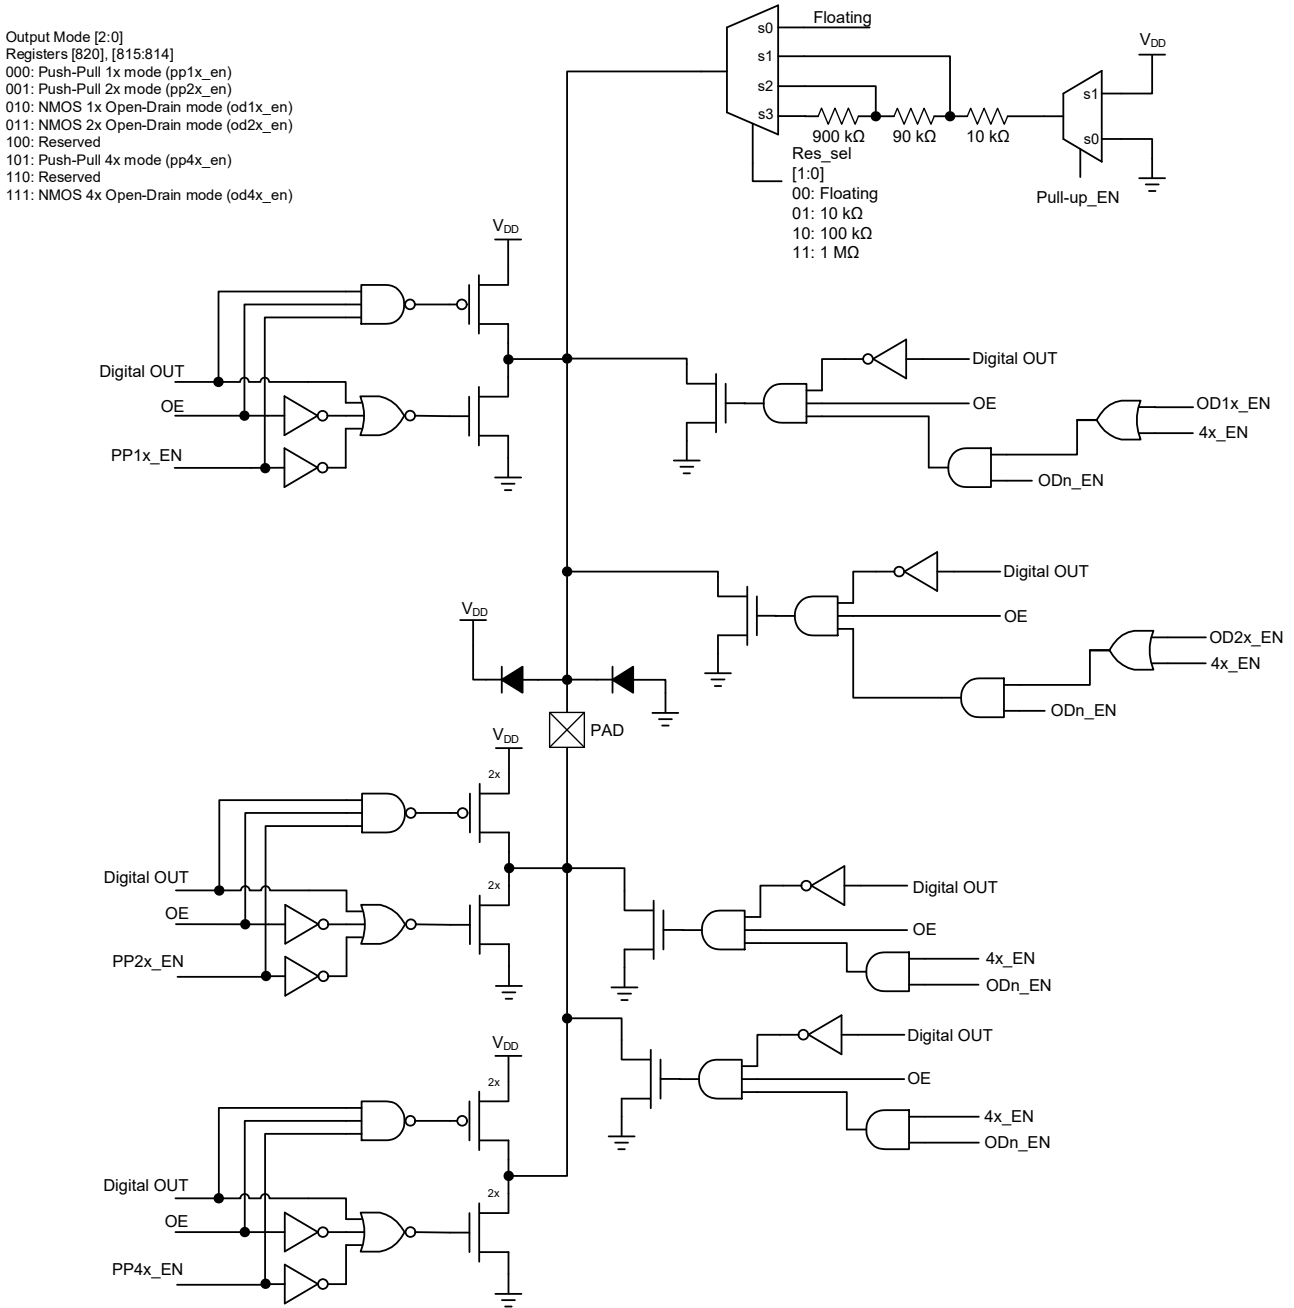 Output Mode [2:0]
Registers [820], [815:814]
000: Push-Pull 1x mode (pp1x_en)
001: Push-Pull 2x mode (pp2x_en)
010: NMOS 1x Open-Drain mode (od1x_en)
011: NMOS 2x Open-Drain mode (od2x_en)
100: Reserved
101: Push-Pull 4x mode (pp4x_en)
110: Reserved
111: NMOS 4x Open-Drain mode (od4x_en)
Floating
s0
s1
s2
s3
900 kΩ
90 kΩ
10 kΩ
VDD
s1
s0
Pull-up_EN
Res_sel
[1:0]
00: Floating
01: 10 kΩ
10: 100 kΩ
11: 1 MΩ
VDD
Digital OUT
OE
PP1x_EN
Digital OUT
OE
OD1x_EN
4x_EN
ODn_EN
Digital OUT
OE
OD2x_EN
4x_EN
ODn_EN
VDD
PAD
VDD
2x
2x
Digital OUT
OE
PP2x_EN
Digital OUT
OE
4x_EN
ODn_EN
Digital OUT
OE
4x_EN
ODn_EN
VDD
2x
2x
Digital OUT
OE
PP4x_EN